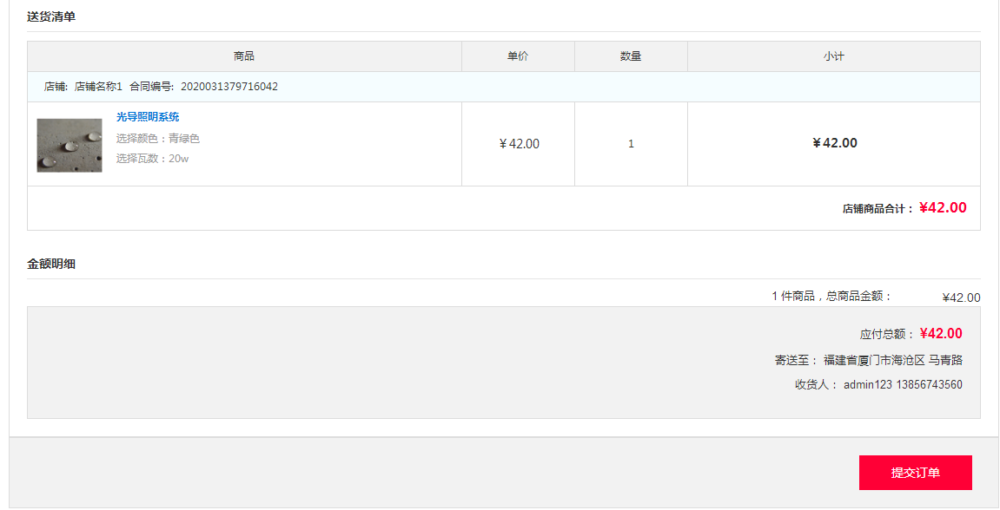 送货清单
商品 单价 数量 小计
店铺: 店铺名称1 合同编号: 2020031379716042
光导照明系统
选择颜色：青绿色
选择瓦数：20w
¥ 42.00 1 ¥ 42.00
店铺商品合计： ¥42.00
金额明细
1 件商品，总商品金额： ¥42.00
应付总额： ¥42.00
寄送至： 福建省厦门市海沧区 马青路
收货人： admin123 13856743560
提交订单